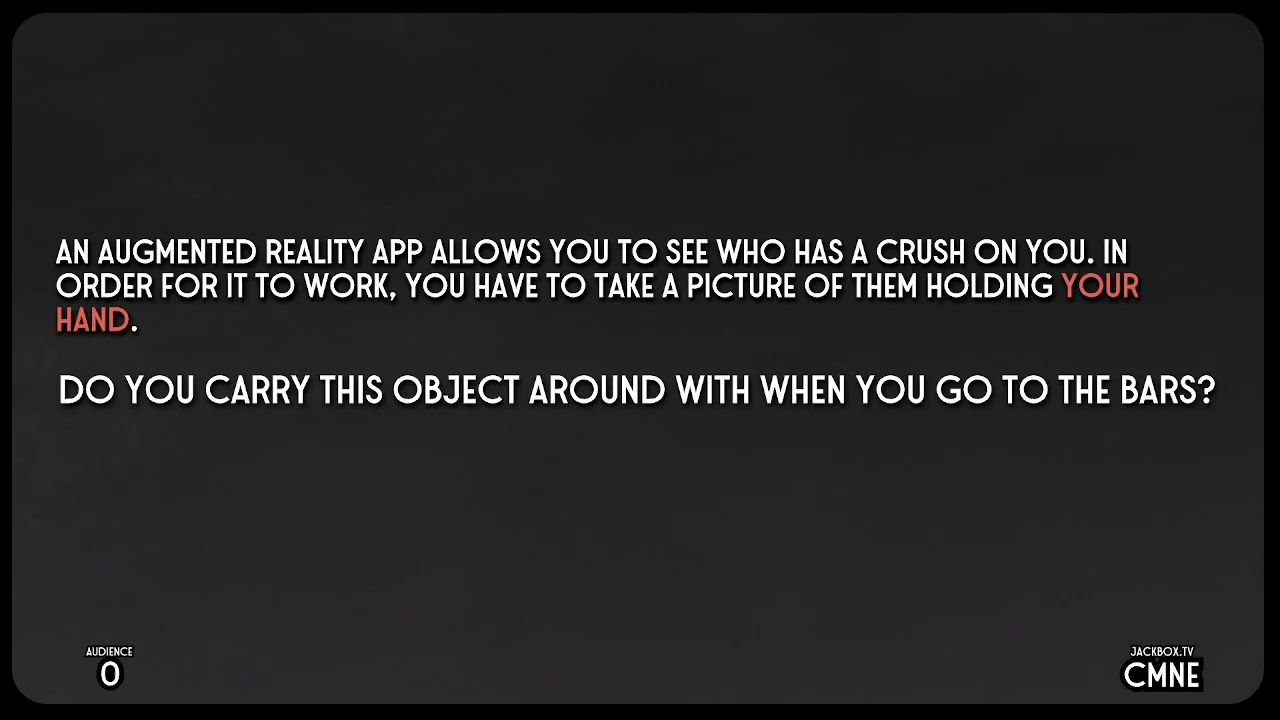 AN AUGMENTED REALITY APP ALLOWS YOU TO SEE WHO HAS A CRUSH ON YOU. IN
ORDER FOR IT TO WORK, YOU HAVE TO TAKE A PICTURE OF THEM HOLDING YOUR
HAND.
DO YOU CARRY THIS OBJECT AROUND WITH WHEN YOU GO TO THE BARS?
AUDIENCE
0
JACKBOX.TV
CMNE